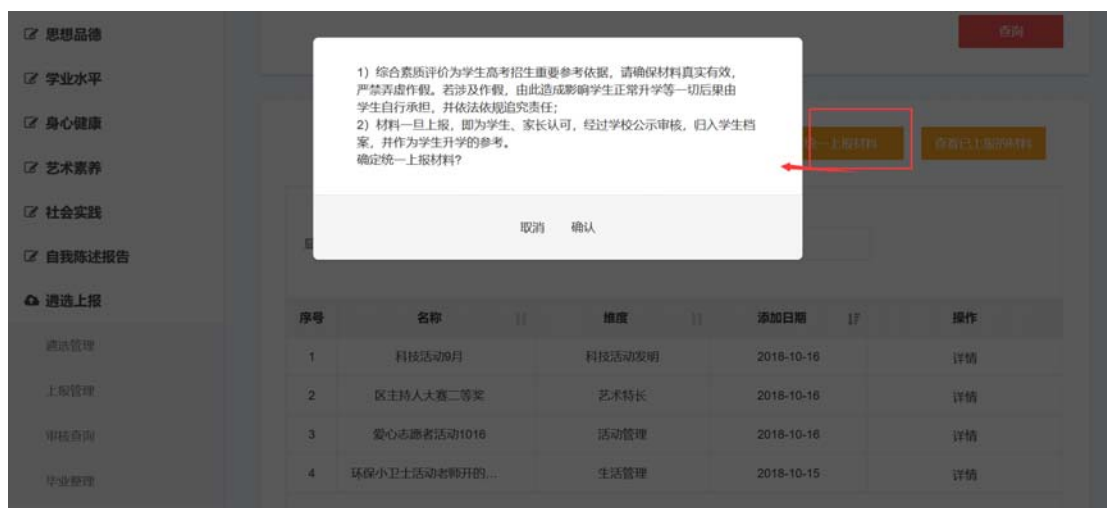 思想品德
查询
学业水平
1）综合素质评价为学生高考招生重要参考依据，请确保材料真实有效，
严禁弄虚作假。若涉及作假，由此造成影响学生正常升学等一切后果由
学生自行承担，并依法依规追究责任；
2）材料一旦上报，即为学生、家长认可，经过学校公示审核，归入学生档
案，并作为学生升学的参考。
确定统一上报材料?
身心健康
统一上报材料 查看已上报的材料
艺术素养
社会实践
取消 确认
自我陈述报告
遴选上报
序号 名称 维度 添加日期 操作
遴选管理
1 科技活动9月 科技活动发明 2018-10-16 详情
上报管理
2 区主持人大赛二等奖 艺术特长 2018-10-16 详情
审核查询
3 爱心志愿者活动1016 活动管理 2018-10-16 详情
毕业整理
4 环保小卫士活动老师开的... 生活管理 2018-10-15 详情